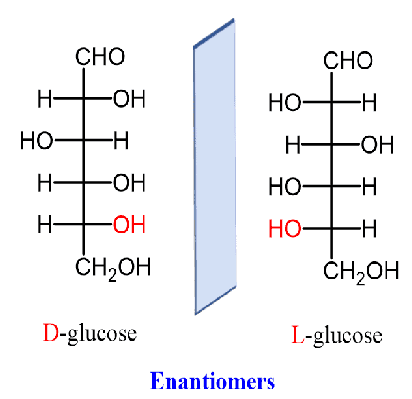 CHO
H OH
HO H
H OH
H OH
CH₂OH
D-glucose
CHO
HO H
H OH
HO H
HO H
CH₂OH
L-glucose
Enantiomers